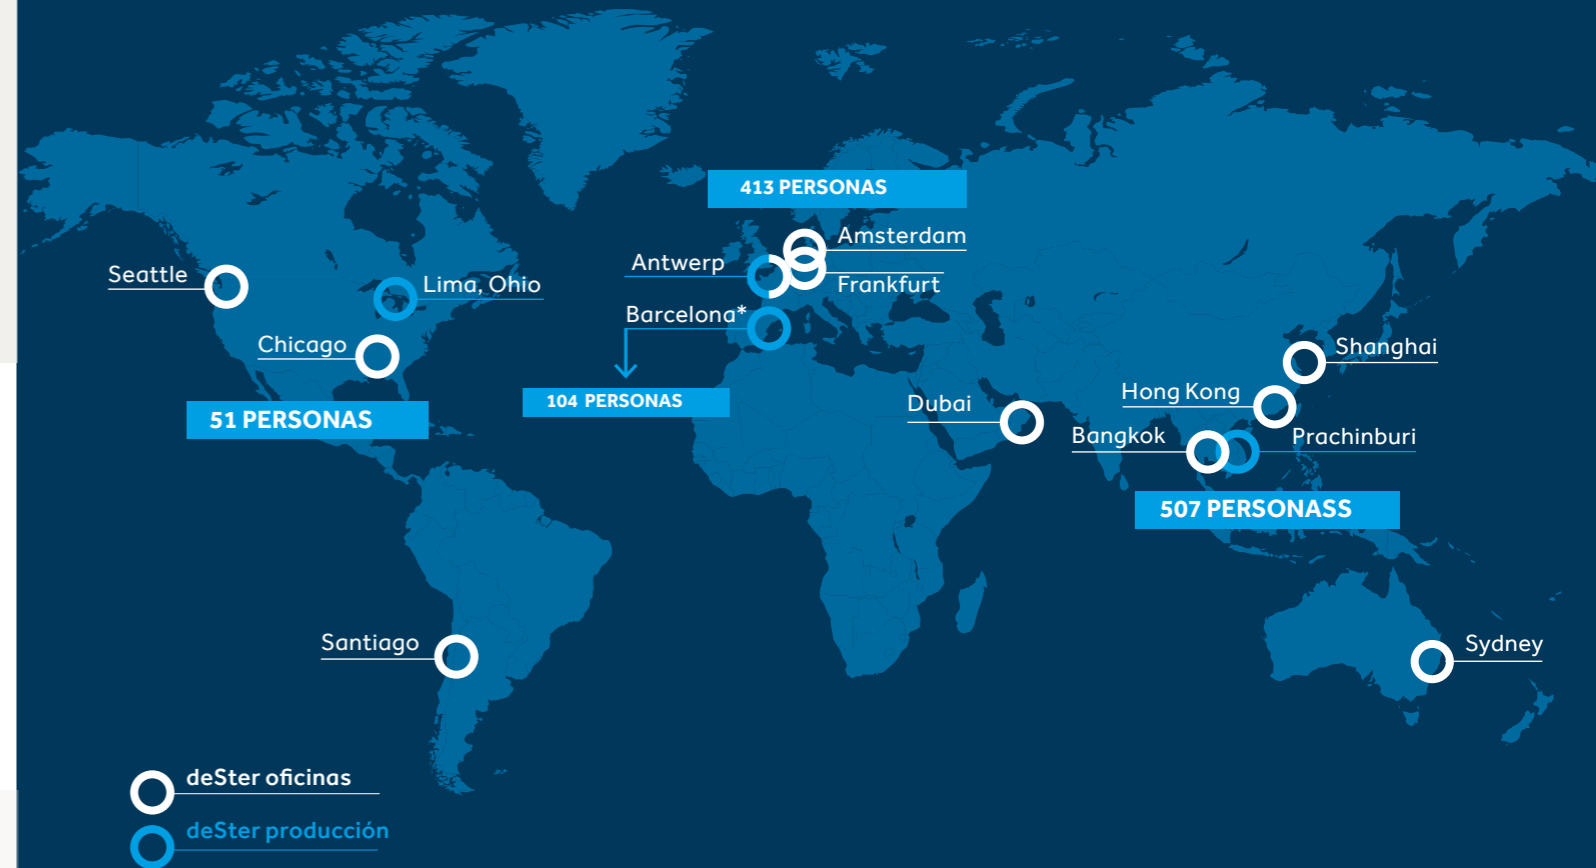 413 PERSONAS
Amsterdam
Antwerp
Seattle
Lima, Ohio
Frankfurt
Barcelona*
Chicago
Shanghai
104 PERSONAS
Hong Kong
Dubai
51 PERSONAS
Bangkok
Prachinburi
507 PERSONASS
Santiago
Sydney
deSter oficinas
deSter producción